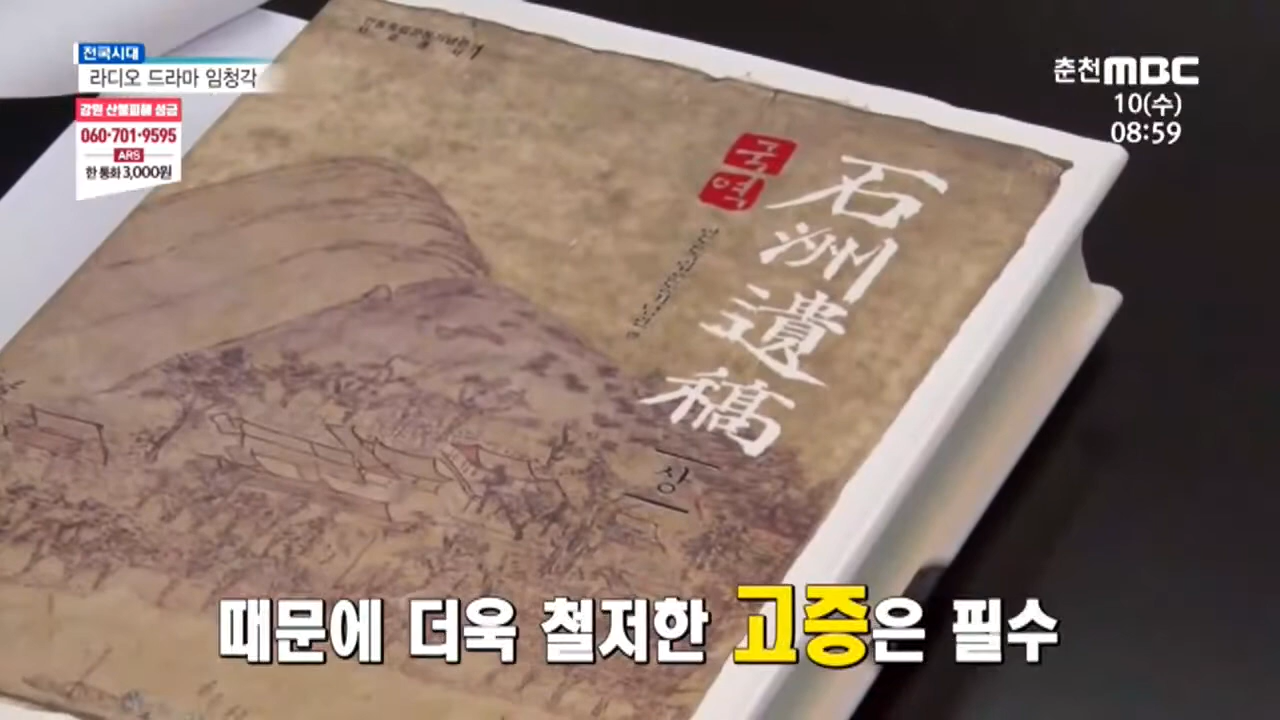 전국시대
라디오 드라마 임청각
강원 산불피해 성금
060·701·9595
ARS
한 통화 3,000원
춘천MBC
10(수)
08:59
국역
石洲遺稿
상
때문에 더욱 철저한 고증은 필수